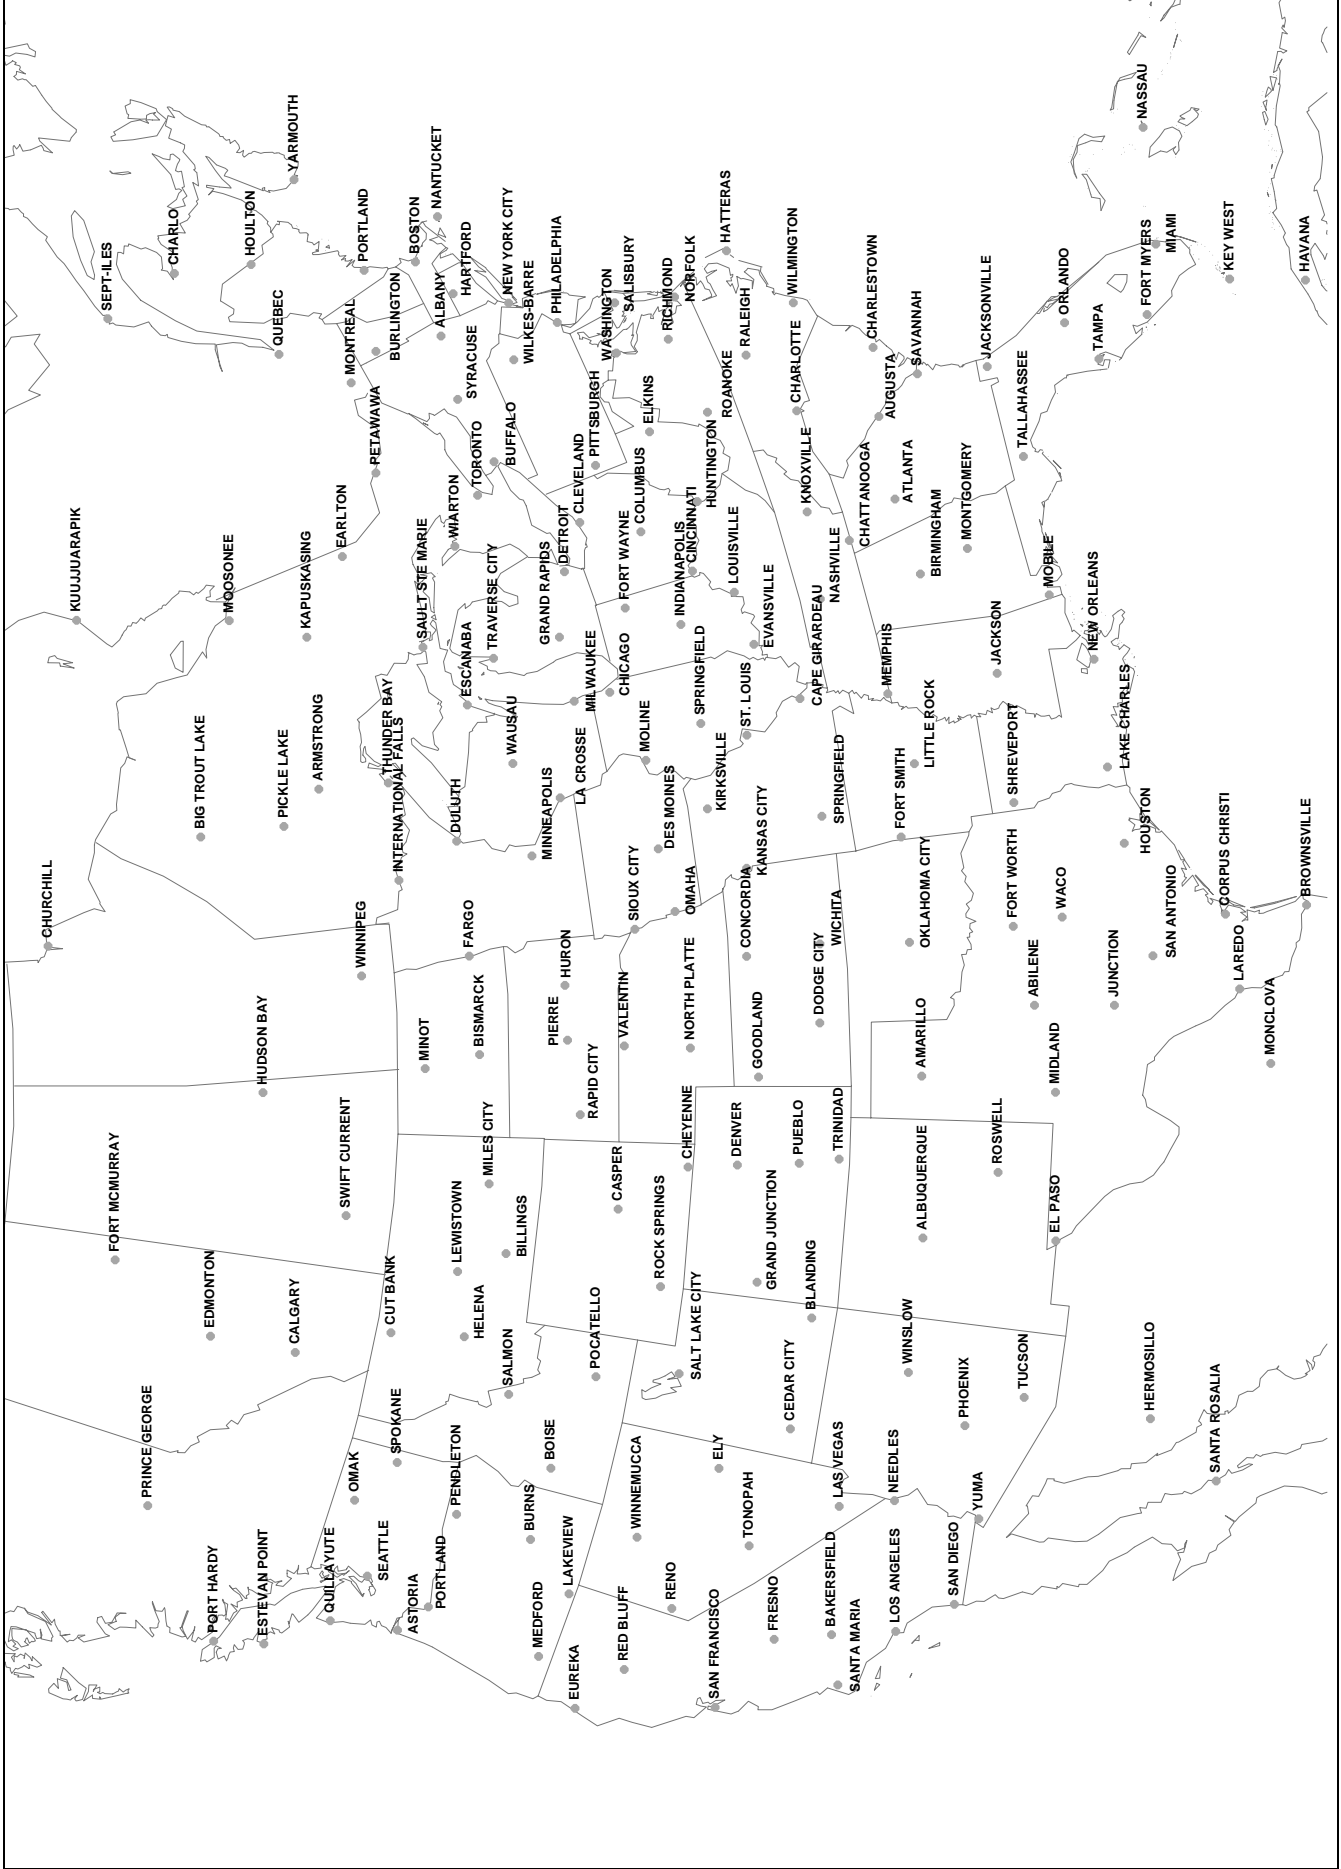 KUUJJUARAPIK
SEPT-ILES
CHURCHILL
CHARLO
MOOSONEE
BIG TROUT LAKE
HOULTON
YARMOUTH
QUEBEC
KAPUSKASING
PICKLE LAKE
ARMSTRONG
EARLTON
MONTREAL
PORTLAND
FORT MCMURRAY
PRINCE GEORGE
EDMONTON
HUDSON BAY
CALGARY
SWIFT CURRENT
WINNIPEG
PORT HARDY
ESTEVAN POINT
QUILLAYUTE
THUNDER BAY
INTERNATIONAL FALLS
PETAWAWA
BURLINGTON
BOSTON
NANTUCKET
ALBANY
HARTFORD
SAULT STE MARIE
WIARTON
TORONTO
SYRACUSE
BUFFALO
NEW YORK CITY
WILKES-BARRE
PHILADELPHIA
OMAK
SEATTLE
SPOKANE
CUT BANK
MINOT
FARGO
DULUTH
ESCANABA
TRAVERSE CITY
ASTORIA
PORTLAND
PENDLETON
LEWISTOWN
HELENA
MILES CITY
BISMARCK
BILLINGS
SALMON
WAUSAU
MINNEAPOLIS
LA CROSSE
GRAND RAPIDS
DETROIT
CLEVELAND
PITTSBURGH
WASHINGTON
SALISBURY
MEDFORD
BURNS
BOISE
LAKEVIEW
EUREKA
POCATELLO
PIERRE
HURON
RAPID CITY
MILWAUKEE
CHICAGO
FORT WAYNE
COLUMBUS
ELKINS
RICHMOND
NORFOLK
HATTERAS
RED BLUFF
WINNEMUCCA
CASPER
VALENTIN
SIOUX CITY
MOLINE
DES MOINES
RENO
ROCK SPRINGS
CHEYENNE
SALT LAKE CITY
NORTH PLATTE
OMAHA
SPRINGFIELD
INDIANAPOLIS
CINCINNATI
HUNTINGTON
ROANOKE
RALEIGH
SAN FRANCISCO
ELY
TONOPAH
DENVER
GOODLAND
CONCORDIA
KANSAS CITY
KIRKSVILLE
ST. LOUIS
LOUISVILLE
EVANSVILLE
WILMINGTON
FRESNO
CEDAR CITY
GRAND JUNCTION
BLANDING
PUEBLO
DODGE CITY
WICHITA
SPRINGFIELD
CAPE GIRARDEAU
NASHVILLE
KNOXVILLE
CHARLOTTE
BAKERSFIELD
SANTA MARIA
LAS VEGAS
TRINIDAD
CHATTANOOGA
CHARLESTOWN
LOS ANGELES
NEEDLES
WINSLOW
ALBUQUERQUE
AMARILLO
OKLAHOMA CITY
FORT SMITH
LITTLE ROCK
MEMPHIS
BIRMINGHAM
ATLANTA
AUGUSTA
SAVANNAH
SAN DIEGO
YUMA
PHOENIX
TUCSON
ROSWELL
FORT WORTH
SHREVEPORT
JACKSON
MONTGOMERY
TALLAHASSEE
JACKSONVILLE
EL PASO
MIDLAND
ABILENE
WACO
MOBILE
ORLANDO
NEW ORLEANS
TAMPA
JUNCTION
HOUSTON
LAKE CHARLES
HERMOSILLO
SAN ANTONIO
FORT MYERS
MIAMI
NASSAU
SANTA ROSALIA
LAREDO
CORPUS CHRISTI
KEY WEST
MONCLOVA
BROWNSVILLE
HAVANA